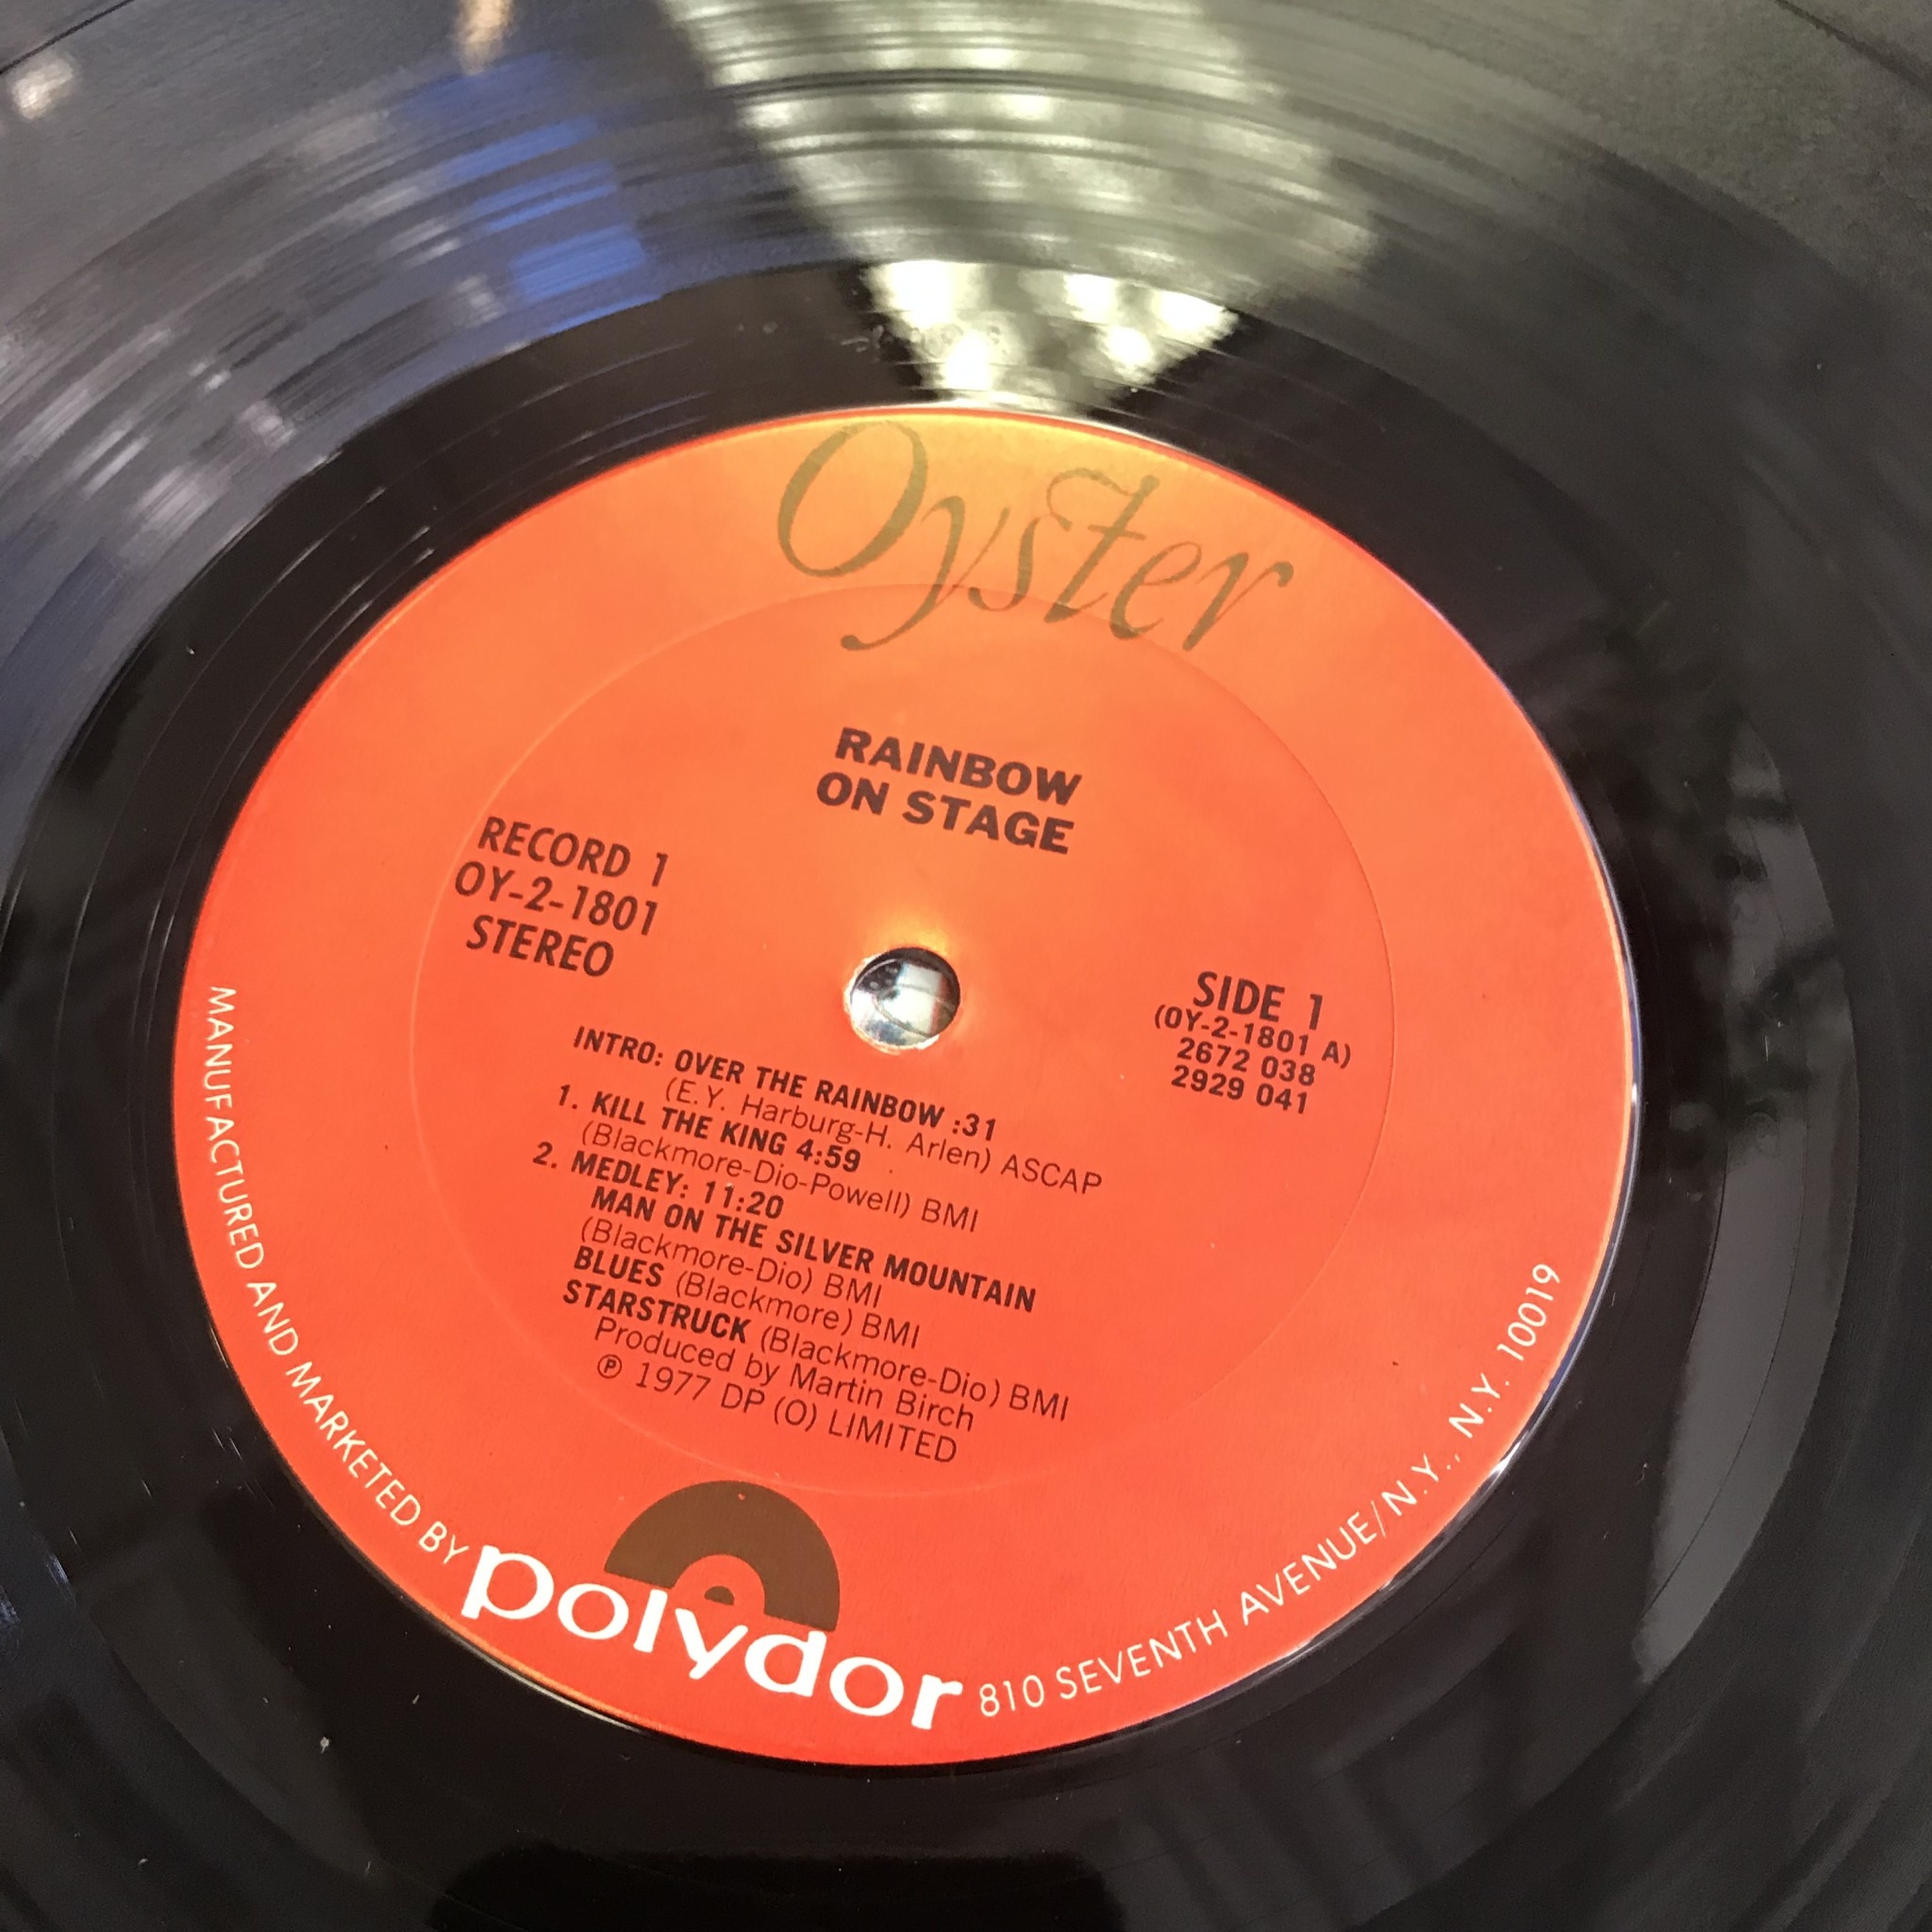 Oyster
RAINBOW
ON STAGE
RECORD 1
OY-2-1801
STEREO
SIDE 1
(OY-2-1801 A)
2672 038
2929 041
INTRO: OVER THE RAINBOW :31
(E.Y. Harburg-H. Arlen) ASCAP
1. KILL THE KING 4:59
(Blackmore-Dio-Powell) BMI
2. MEDLEY: 11:20
MAN ON THE SILVER MOUNTAIN
(Blackmore-Dio) BMI
BLUES (Blackmore) BMI
STARSTRUCK (Blackmore-Dio) BMI
Produced by Martin Birch
℗ 1977 DP (O) LIMITED
MANUFACTURED AND MARKETED BY polydor 810 SEVENTH AVENUE/N.Y., N.Y. 10019